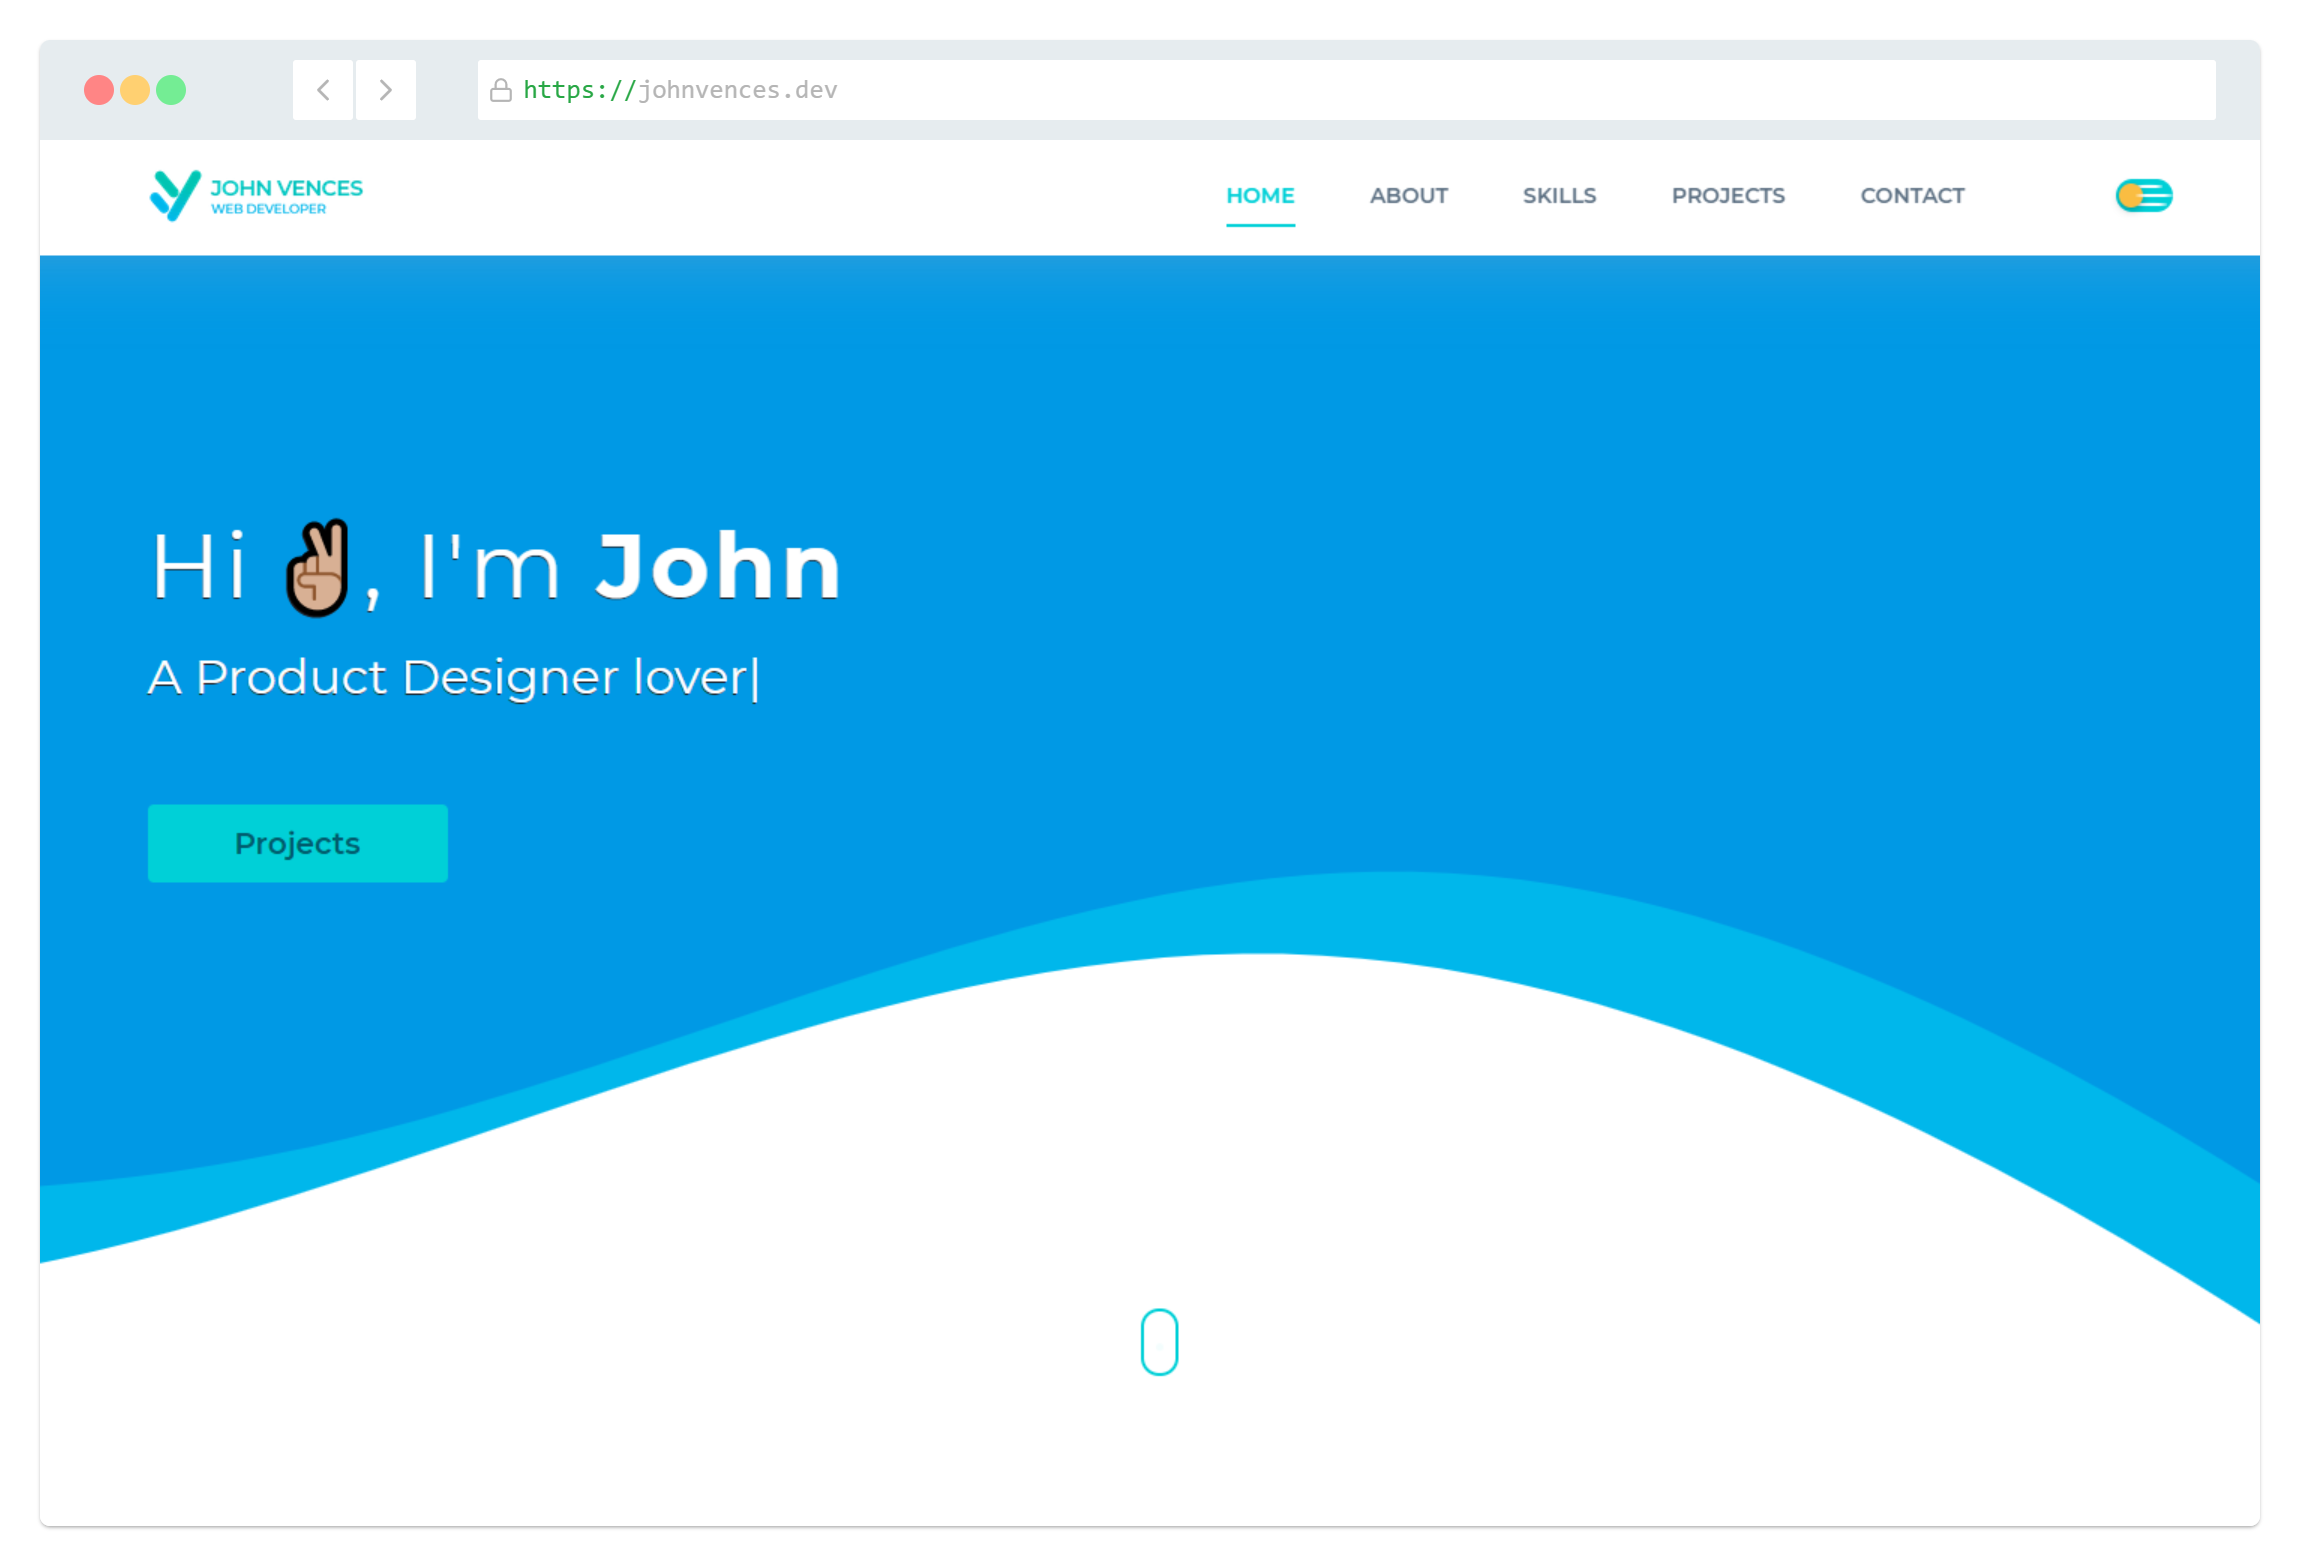 https://johnvences.dev
JOHN VENCES
WEB DEVELOPER
HOME ABOUT SKILLS PROJECTS CONTACT
Hi ✌🏽, I'm John
A Product Designer lover|
Projects